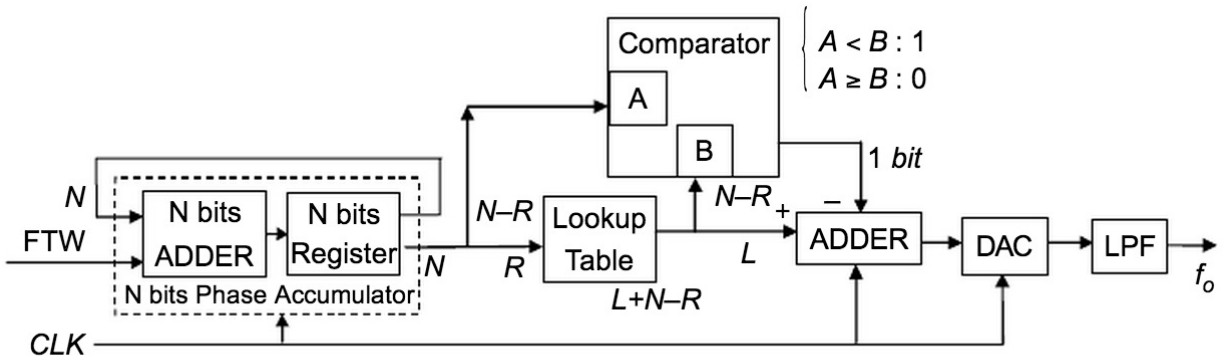 Comparator
A < B : 1
A ≥ B : 0
A
B
1 bit
N
N bits
ADDER
N bits
Register
N–R
Lookup
Table
N–R
+
–
ADDER
DAC
LPF
FTW
N
R
L
f₀
N bits Phase Accumulator
L+N–R
CLK